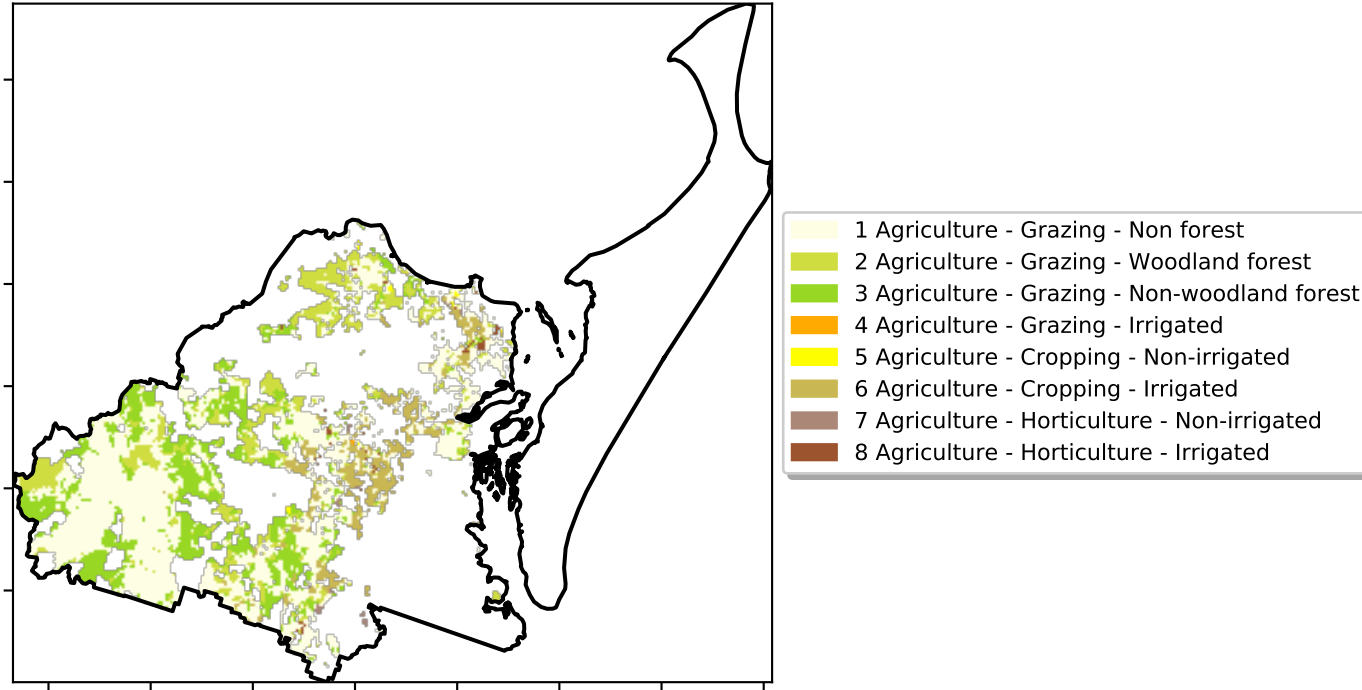 1 Agriculture - Grazing - Non forest
2 Agriculture - Grazing - Woodland forest
3 Agriculture - Grazing - Non-woodland forest
4 Agriculture - Grazing - Irrigated
5 Agriculture - Cropping - Non-irrigated
6 Agriculture - Cropping - Irrigated
7 Agriculture - Horticulture - Non-irrigated
8 Agriculture - Horticulture - Irrigated